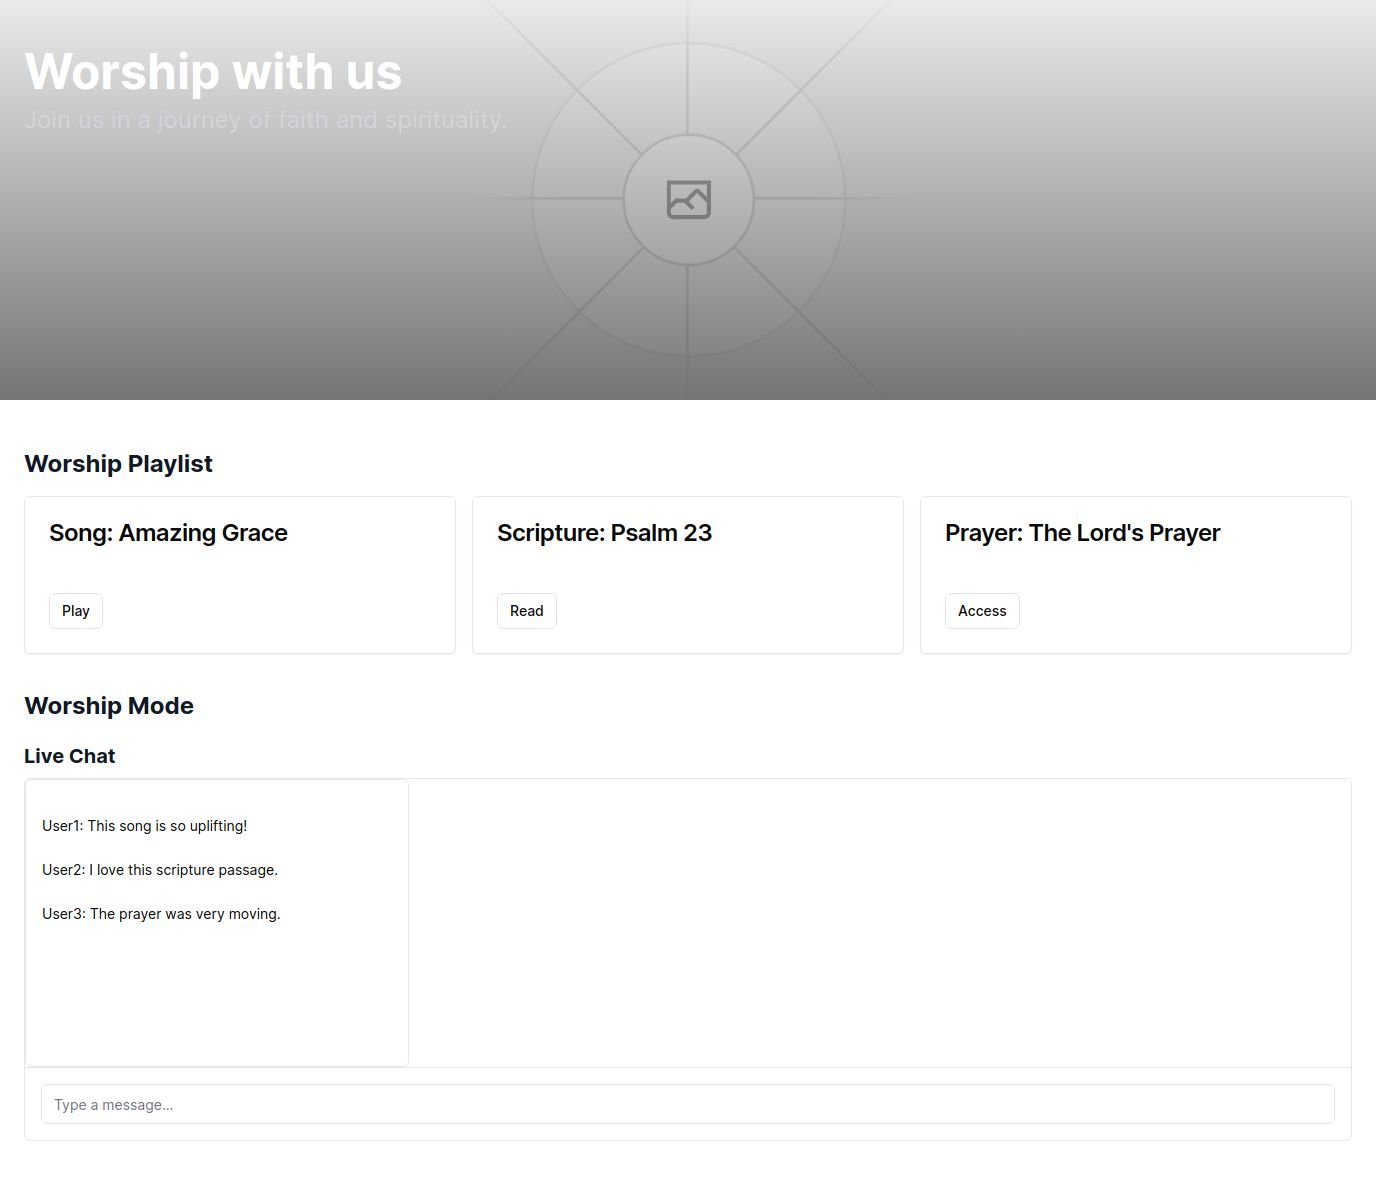 Worship with us
Join us in a journey of faith and spirituality.
Worship Playlist
Song: Amazing Grace
Scripture: Psalm 23
Prayer: The Lord's Prayer
Play
Read
Access
Worship Mode
Live Chat
User1: This song is so uplifting!
User2: I love this scripture passage.
User3: The prayer was very moving.
Type a message...